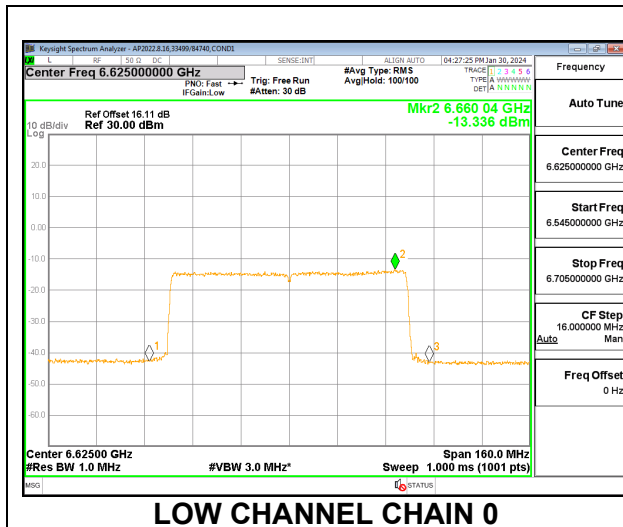 Keysight Spectrum Analyzer - AP2022.8.16,33499/84740,COND1
L RF 50 Ω DC SENSE:INT ALIGN AUTO 04:27:25 PM Jan 30, 2024
Center Freq 6.625000000 GHz
PNO: Fast
IFGain:Low
Trig: Free Run
#Atten: 30 dB
#Avg Type: RMS
Avg|Hold: 100/100
TRACE 1 2 3 4 5 6
TYPE A WWWWW
DET A N N N N N
Frequency
Auto Tune
Center Freq
6.625000000 GHz
Start Freq
6.545000000 GHz
Stop Freq
6.705000000 GHz
CF Step
16.000000 MHz
Auto Man
Freq Offset
0 Hz
Mkr2 6.660 04 GHz
-13.336 dBm
Ref Offset 16.11 dB
Ref 30.00 dBm
10 dB/div
Log
20.0
10.0
0.00
-10.0
-20.0
-30.0
-40.0
-50.0
-60.0
1
2
3
Center 6.62500 GHz Span 160.0 MHz
#Res BW 1.0 MHz #VBW 3.0 MHz* Sweep 1.000 ms (1001 pts)
MSG STATUS
LOW CHANNEL CHAIN 0